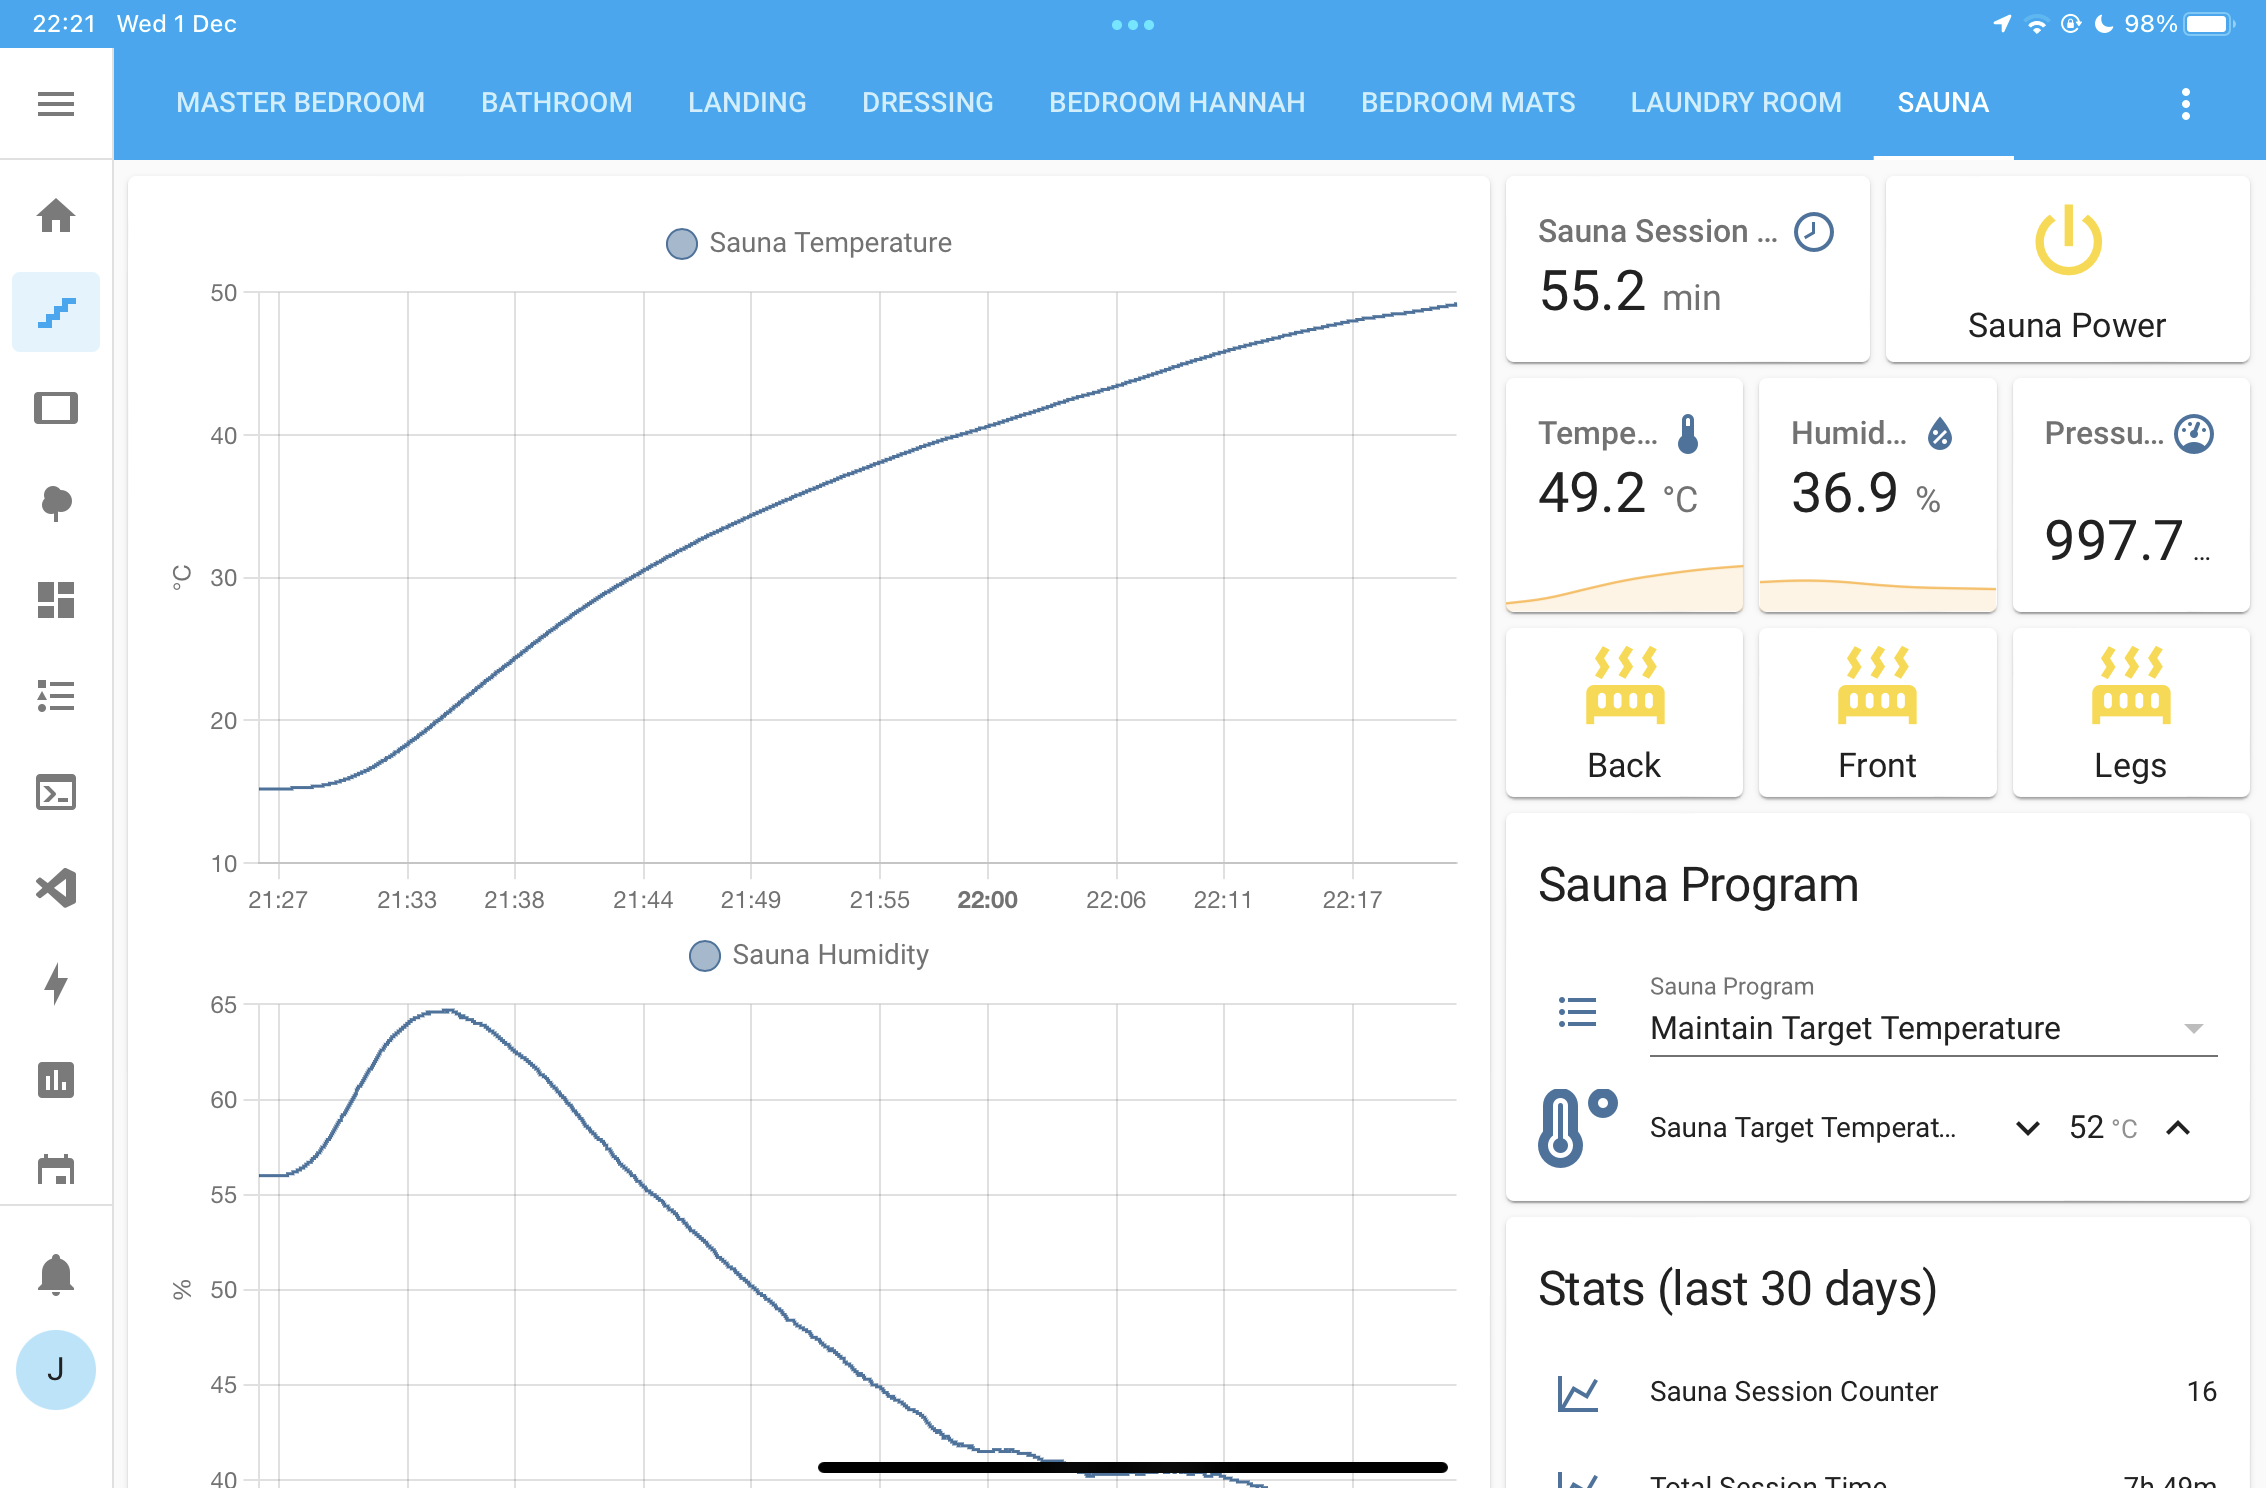 22:21 Wed 1 Dec
98%
MASTER BEDROOM BATHROOM LANDING DRESSING BEDROOM HANNAH BEDROOM MATS LAUNDRY ROOM SAUNA
Sauna Temperature
50
40
30
20
10
°C
21:27 21:33 21:38 21:44 21:49 21:55 22:00 22:06 22:11 22:17
Sauna Humidity
65
60
55
50
45
40
%
J
Sauna Session ...
55.2 min
Sauna Power
Tempe...
49.2 °C
Humid...
36.9 %
Pressu...
997.7 ...
Back
Front
Legs
Sauna Program
Sauna Program
Maintain Target Temperature
Sauna Target Temperat... 52 °C
Stats (last 30 days)
Sauna Session Counter 16
Total Session Time 7h 49m